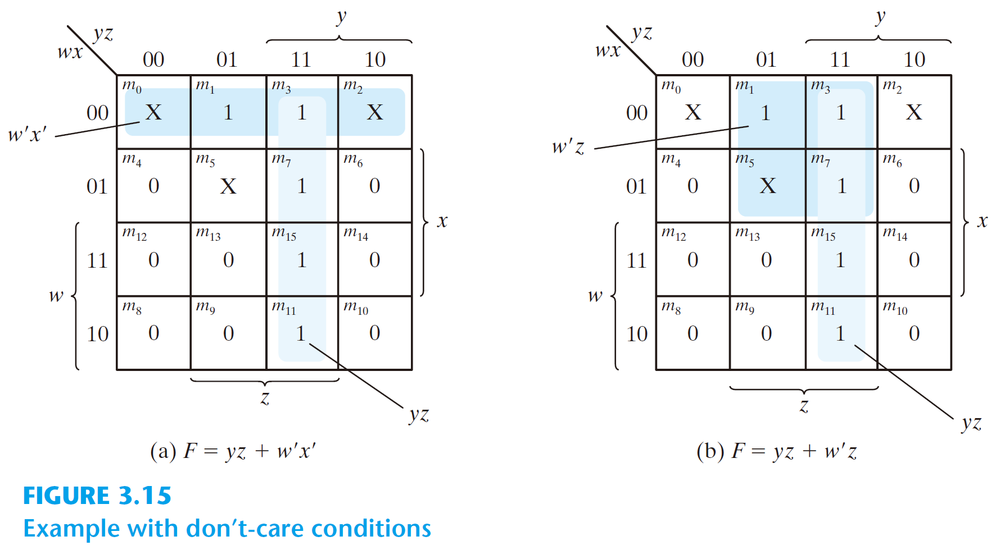 y y
yz yz
wx wx
00 01 11 10 00 01 11 10
m0 m1 m3 m2 m0 m1 m3 m2
00 X 1 1 X 00 X 1 1 X
w'x' w'z
m4 m5 m7 m6 m4 m5 m7 m6
01 0 X 1 0 01 0 X 1 0
x x
m12 m13 m15 m14 m12 m13 m15 m14
11 0 0 1 0 11 0 0 1 0
w w
m8 m9 m11 m10 m8 m9 m11 m10
10 0 0 1 0 10 0 0 1 0
z z
yz yz
(a) F = yz + w'x' (b) F = yz + w'z
FIGURE 3.15
Example with don't-care conditions